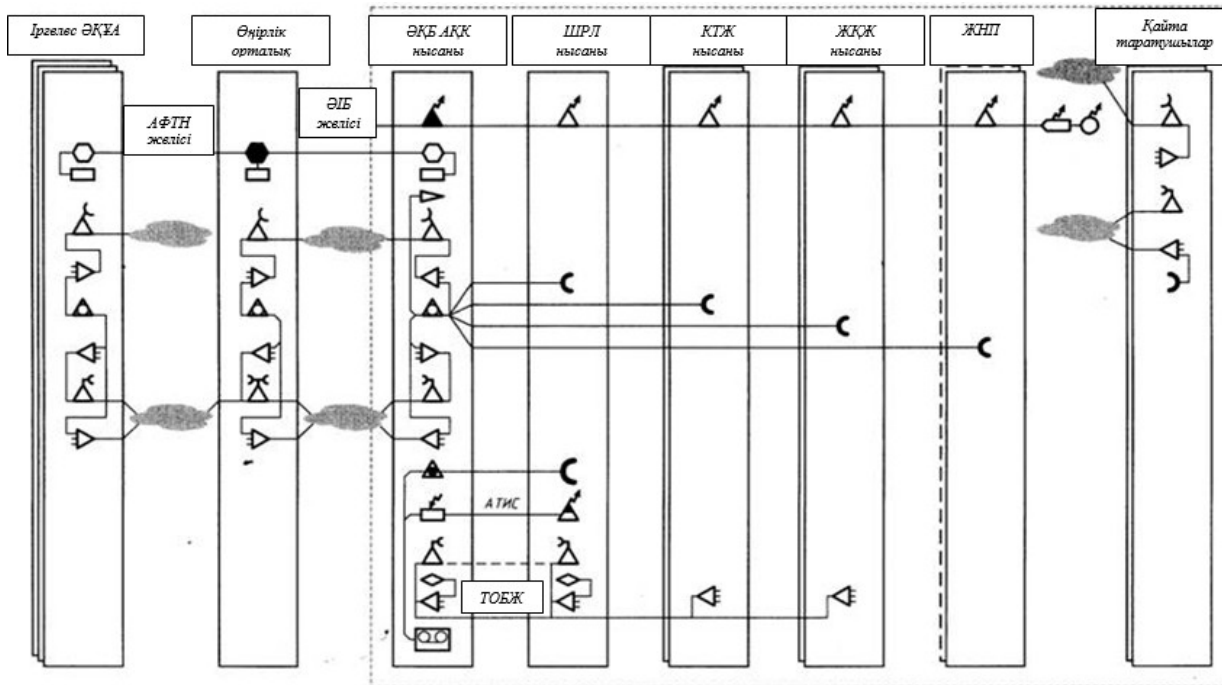 Іргелес ӘҚҰА
Өңірлік
орталық
ӘҚБ АҚК
нысаны
ШРЛ
нысаны
КТЖ
нысаны
ЖҚЖ
нысаны
ЖНП
Қайта
таратушылар
АФТН
желісі
ӘІБ
желісі
АТИС
ТОБЖ